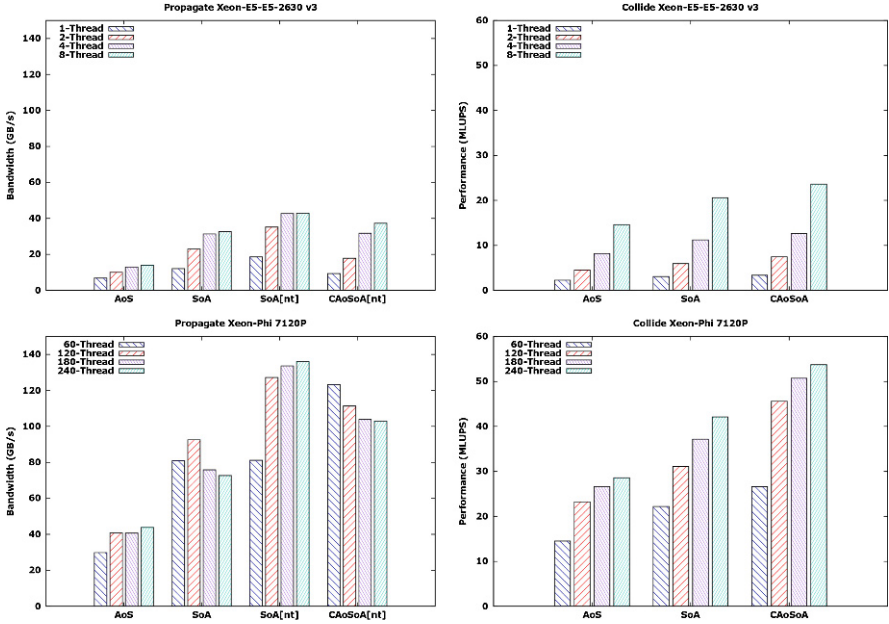 Propagate Xeon-E5-E5-2630 v3
Bandwidth (GB/s)
140
120
100
80
60
40
20
0
1-Thread
2-Thread
4-Thread
8-Thread
AoS
SoA
SoA[nt]
CAoSoA[nt]
Collide Xeon-E5-E5-2630 v3
Performance (MLUPS)
60
50
40
30
20
10
0
1-Thread
2-Thread
4-Thread
8-Thread
AoS
SoA
CAoSoA
Propagate Xeon-Phi 7120P
Bandwidth (GB/s)
140
120
100
80
60
40
20
0
60-Thread
120-Thread
180-Thread
240-Thread
AoS
SoA
SoA[nt]
CAoSoA[nt]
Collide Xeon-Phi 7120P
Performance (MLUPS)
60
50
40
30
20
10
0
60-Thread
120-Thread
180-Thread
240-Thread
AoS
SoA
CAoSoA